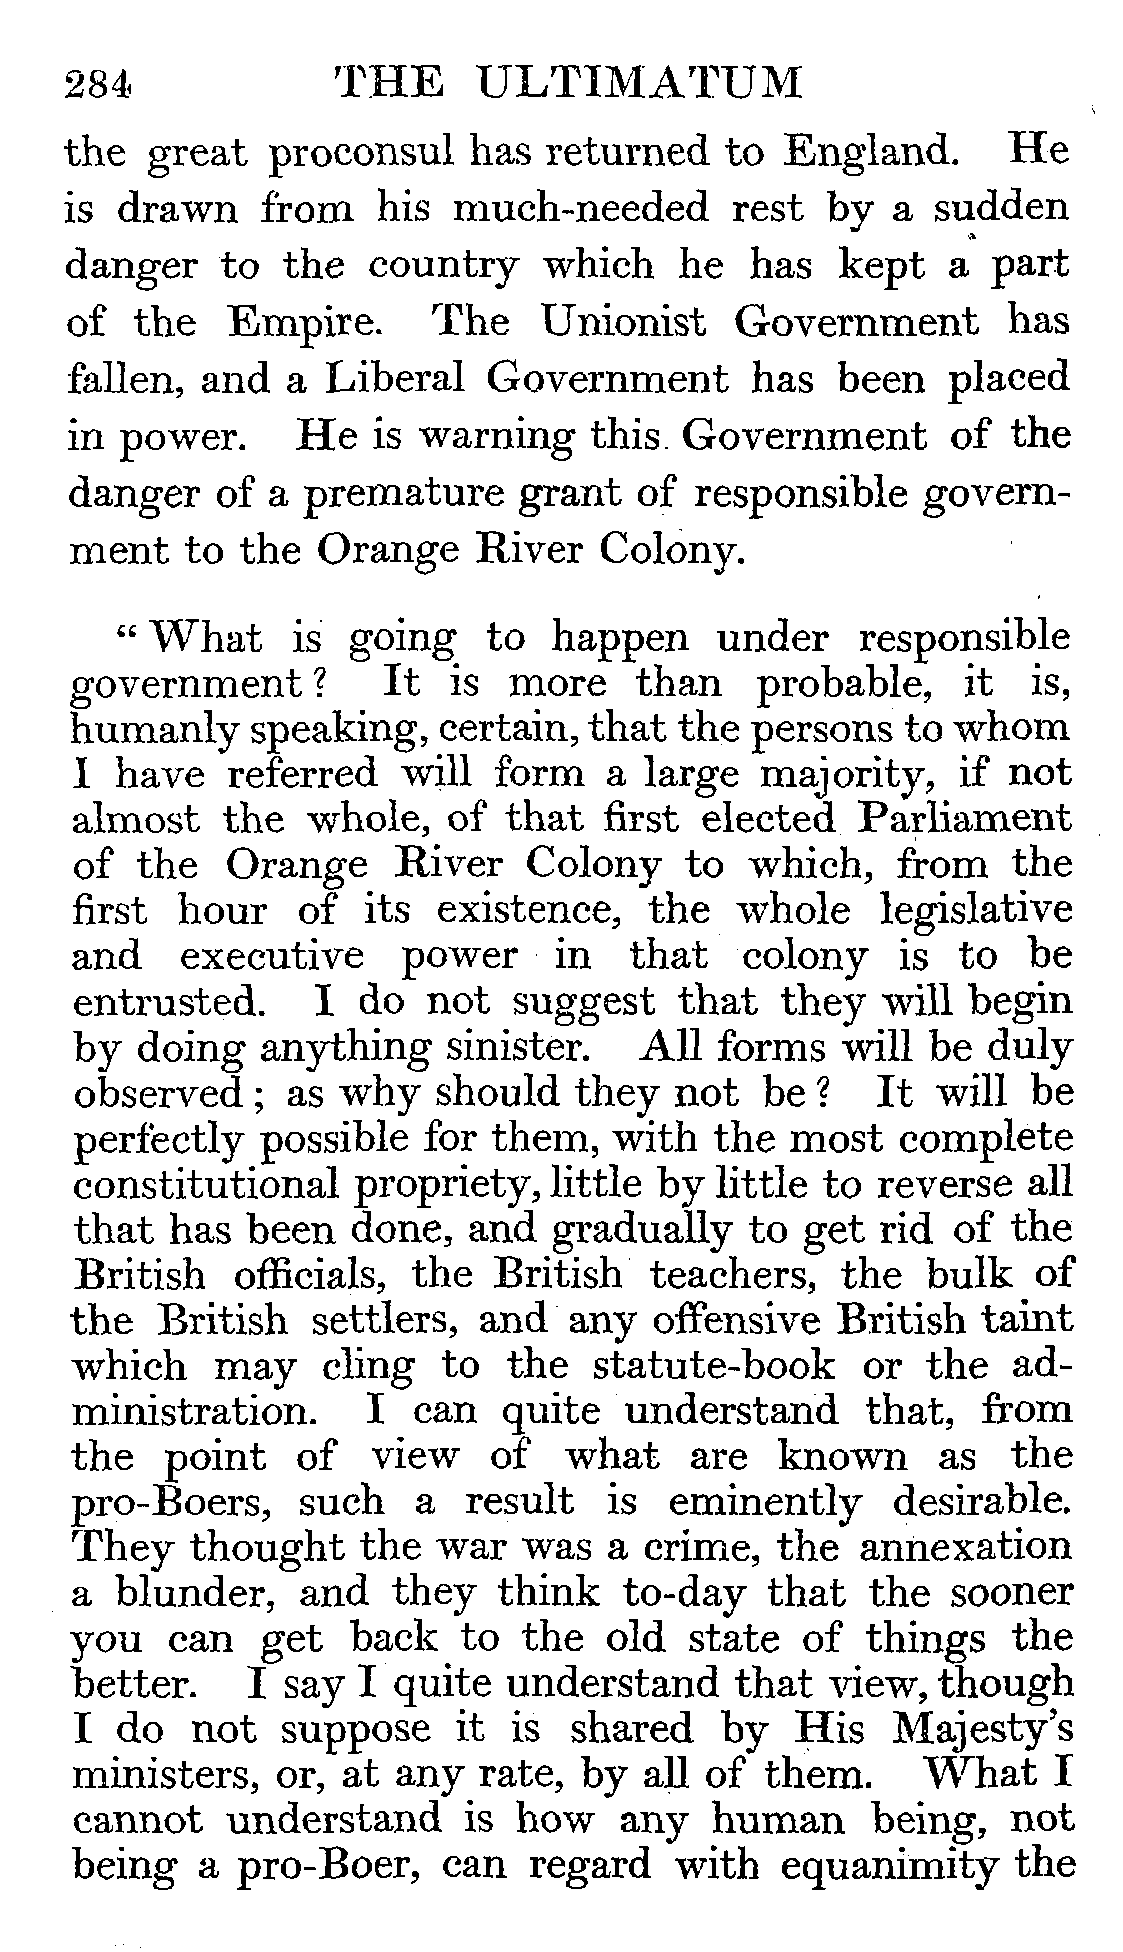 284 THE ULTIMATUM
the great proconsul has returned to England. He
is drawn from his much-needed rest by a sudden
danger to the country which he has kept a part
of the Empire. The Unionist Government has
fallen, and a Liberal Government has been placed
in power. He is warning this Government of the
danger of a premature grant of responsible govern-
ment to the Orange River Colony.
“ What is going to happen under responsible
government ? It is more than probable, it is,
humanly speaking, certain, that the persons to whom
I have referred will form a large majority, if not
almost the whole, of that first elected Parliament
of the Orange River Colony to which, from the
first hour of its existence, the whole legislative
and executive power in that colony is to be
entrusted. I do not suggest that they will begin
by doing anything sinister. All forms will be duly
observed ; as why should they not be ? It will be
perfectly possible for them, with the most complete
constitutional propriety, little by little to reverse all
that has been done, and gradually to get rid of the
British officials, the British teachers, the bulk of
the British settlers, and any offensive British taint
which may cling to the statute-book or the ad-
ministration. I can quite understand that, from
the point of view of what are known as the
pro-Boers, such a result is eminently desirable.
They thought the war was a crime, the annexation
a blunder, and they think to-day that the sooner
you can get back to the old state of things the
better. I say I quite understand that view, though
I do not suppose it is shared by His Majesty’s
ministers, or, at any rate, by all of them. What I
cannot understand is how any human being, not
being a pro-Boer, can regard with equanimity the